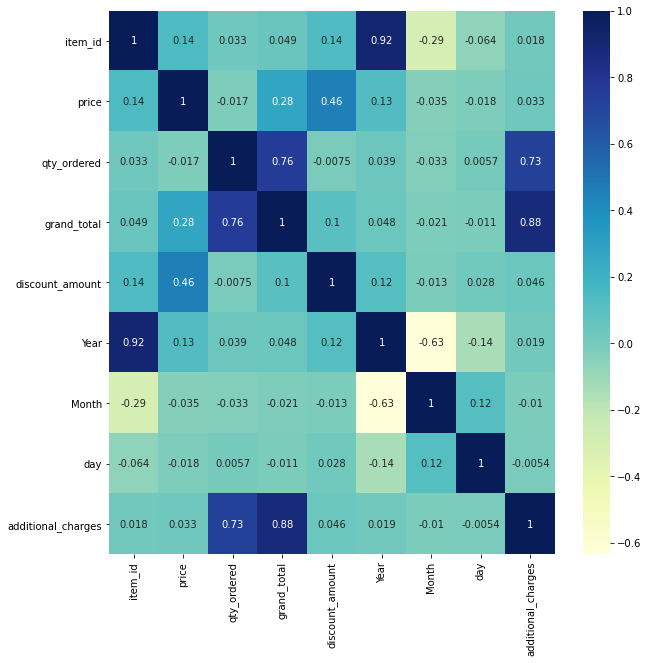 item_id 1 0.14 0.033 0.049 0.14 0.92 -0.29 -0.064 0.018
price 0.14 1 -0.017 0.28 0.46 0.13 -0.035 -0.018 0.033
qty_ordered 0.033 -0.017 1 0.76 -0.0075 0.039 -0.033 0.0057 0.73
grand_total 0.049 0.28 0.76 1 0.1 0.048 -0.021 -0.011 0.88
discount_amount 0.14 0.46 -0.0075 0.1 1 0.12 -0.013 0.028 0.046
Year 0.92 0.13 0.039 0.048 0.12 1 -0.63 -0.14 0.019
Month -0.29 -0.035 -0.033 -0.021 -0.013 -0.63 1 0.12 -0.01
day -0.064 -0.018 0.0057 -0.011 0.028 -0.14 0.12 1 -0.0054
additional_charges 0.018 0.033 0.73 0.88 0.046 0.019 -0.01 -0.0054 1
item_id
price
qty_ordered
grand_total
discount_amount
Year
Month
day
additional_charges
1.0
0.8
0.6
0.4
0.2
0.0
−0.2
−0.4
−0.6